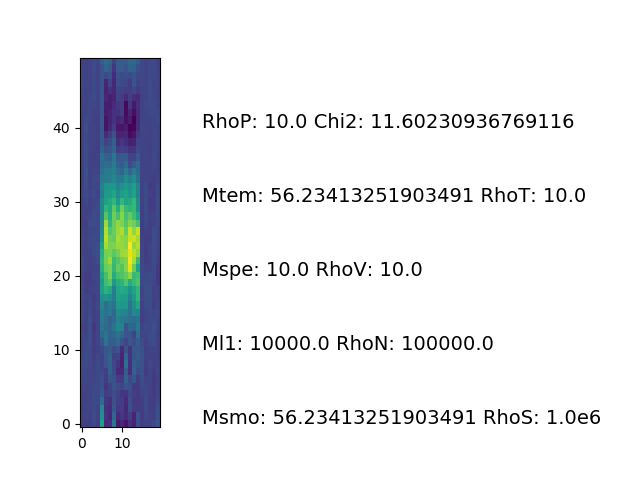 40
30
20
10
0
0 10
RhoP: 10.0 Chi2: 11.60230936769116
Mtem: 56.23413251903491 RhoT: 10.0
Mspe: 10.0 RhoV: 10.0
Ml1: 10000.0 RhoN: 100000.0
Msmo: 56.23413251903491 RhoS: 1.0e6